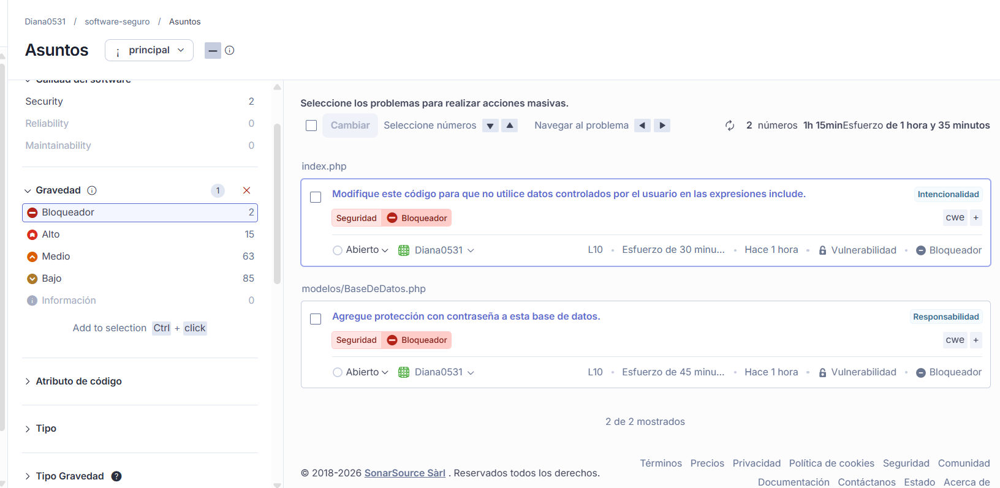 Diana0531 / software-seguro / Asuntos
Asuntos principal
Calidad del software
Security 2
Reliability 0
Maintainability 0
Gravedad 1
Bloqueador 2
Alto 15
Medio 63
Bajo 85
Información 0
Add to selection Ctrl + click
Atributo de código
Tipo
Tipo Gravedad
Seleccione los problemas para realizar acciones masivas.
Cambiar Seleccione números Navegar al problema 2 números 1h 15minEsfuerzo de 1 hora y 35 minutos
index.php
Modifique este código para que no utilice datos controlados por el usuario en las expresiones include. Intencionalidad
Seguridad Bloqueador cwe +
Abierto Diana0531 L10 • Esfuerzo de 30 minu... • Hace 1 hora • Vulnerabilidad • Bloqueador
modelos/BaseDeDatos.php
Agregue protección con contraseña a esta base de datos. Responsabilidad
Seguridad Bloqueador cwe +
Abierto Diana0531 L10 • Esfuerzo de 45 minu... • Hace 1 hora • Vulnerabilidad • Bloqueador
2 de 2 mostrados
© 2018-2026 SonarSource Sàrl . Reservados todos los derechos.
Términos Precios Privacidad Política de cookies Seguridad Comunidad
Documentación Contáctanos Estado Acerca de